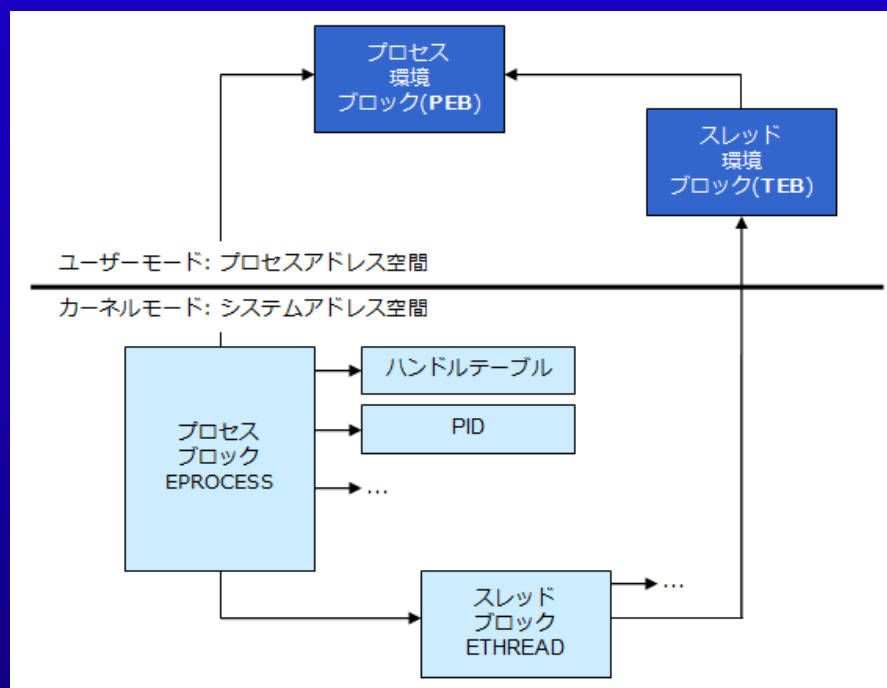 プロセス
環境
ブロック(PEB)
スレッド
環境
ブロック(TEB)
ユーザーモード: プロセスアドレス空間
カーネルモード: システムアドレス空間
プロセス
ブロック
EPROCESS
ハンドルテーブル
PID
...
スレッド
ブロック
ETHREAD
...